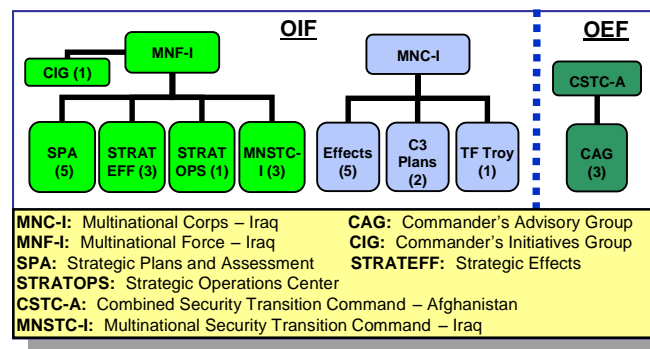 OIF
OEF
MNF-I
MNC-I
CIG (1)
CSTC-A
SPA
(5)
STRAT
EFF (3)
STRAT
OPS (1)
MNSTC-
I (3)
Effects
(5)
C3
Plans
(2)
TF Troy
(1)
CAG
(3)
MNC-I: Multinational Corps – Iraq
CAG: Commander's Advisory Group
MNF-I: Multinational Force – Iraq
CIG: Commander's Initiatives Group
SPA: Strategic Plans and Assessment
STRATEFF: Strategic Effects
STRATOPS: Strategic Operations Center
CSTC-A: Combined Security Transition Command – Afghanistan
MNSTC-I: Multinational Security Transition Command – Iraq